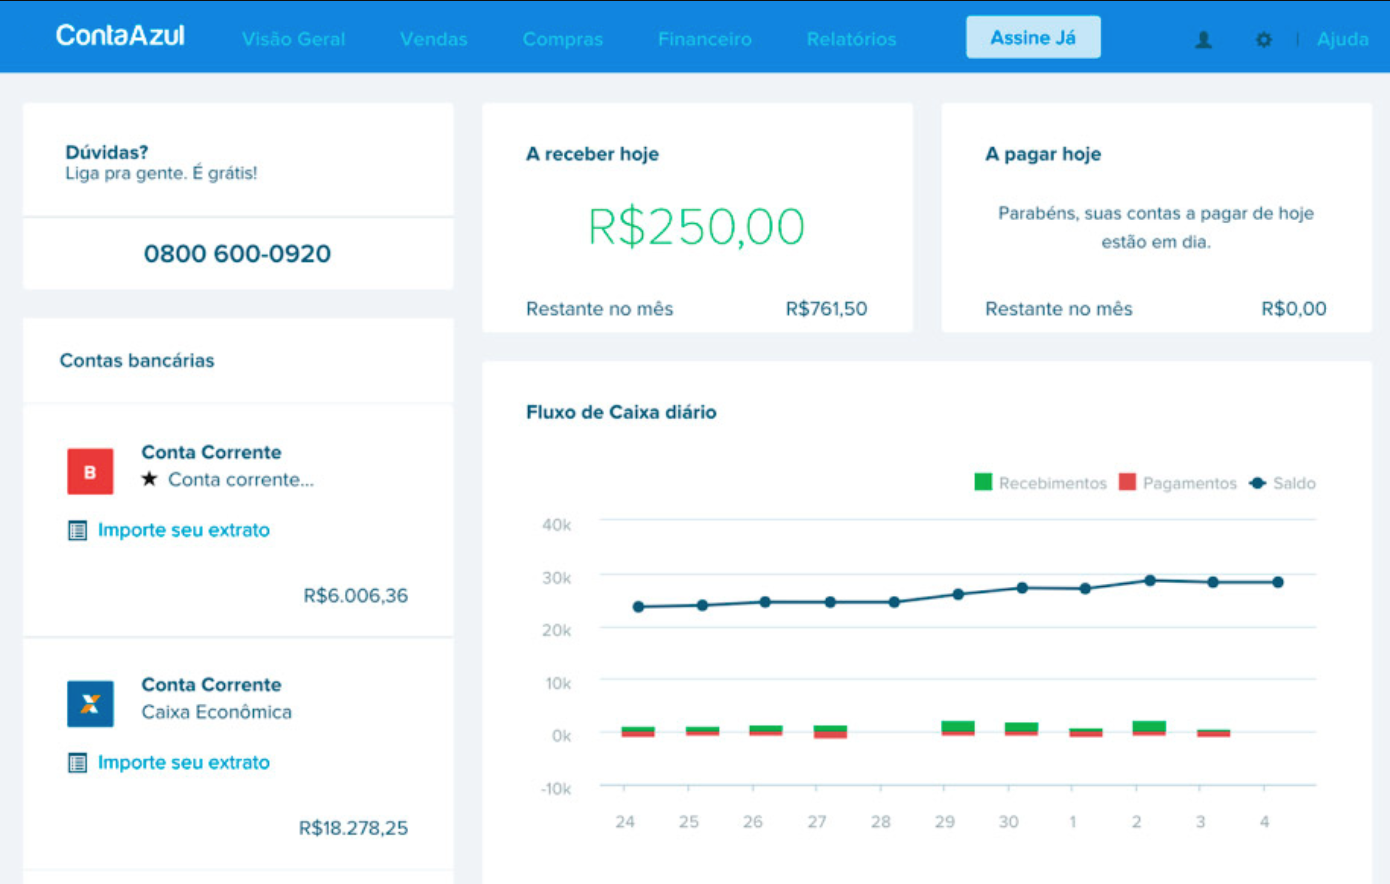 ContaAzul
Visão Geral
Vendas
Compras
Financeiro
Relatórios
Assine Já
Ajuda
Dúvidas?
Liga pra gente. É grátis!
0800 600-0920
Contas bancárias
B
Conta Corrente
★ Conta corrente...
Importe seu extrato
R$6.006,36
Conta Corrente
Caixa Econômica
Importe seu extrato
R$18.278,25
A receber hoje
R$250,00
Restante no mês R$761,50
A pagar hoje
Parabéns, suas contas a pagar de hoje
estão em dia.
Restante no mês R$0,00
Fluxo de Caixa diário
Recebimentos Pagamentos Saldo
40k
30k
20k
10k
0k
-10k
24 25 26 27 28 29 30 1 2 3 4